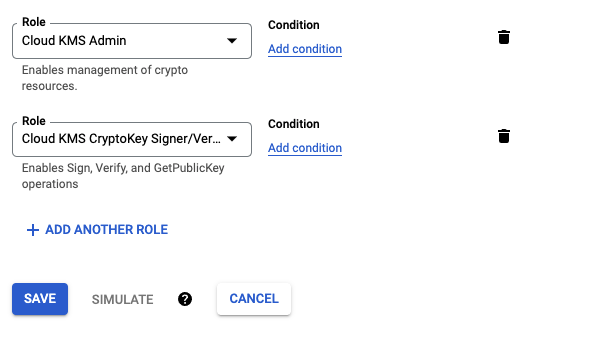 Role
Condition
Cloud KMS Admin
Add condition
Enables management of crypto
resources.
Role
Condition
Cloud KMS CryptoKey Signer/Ver...
Add condition
Enables Sign, Verify, and GetPublicKey
operations
+ ADD ANOTHER ROLE
SAVE
SIMULATE
?
CANCEL